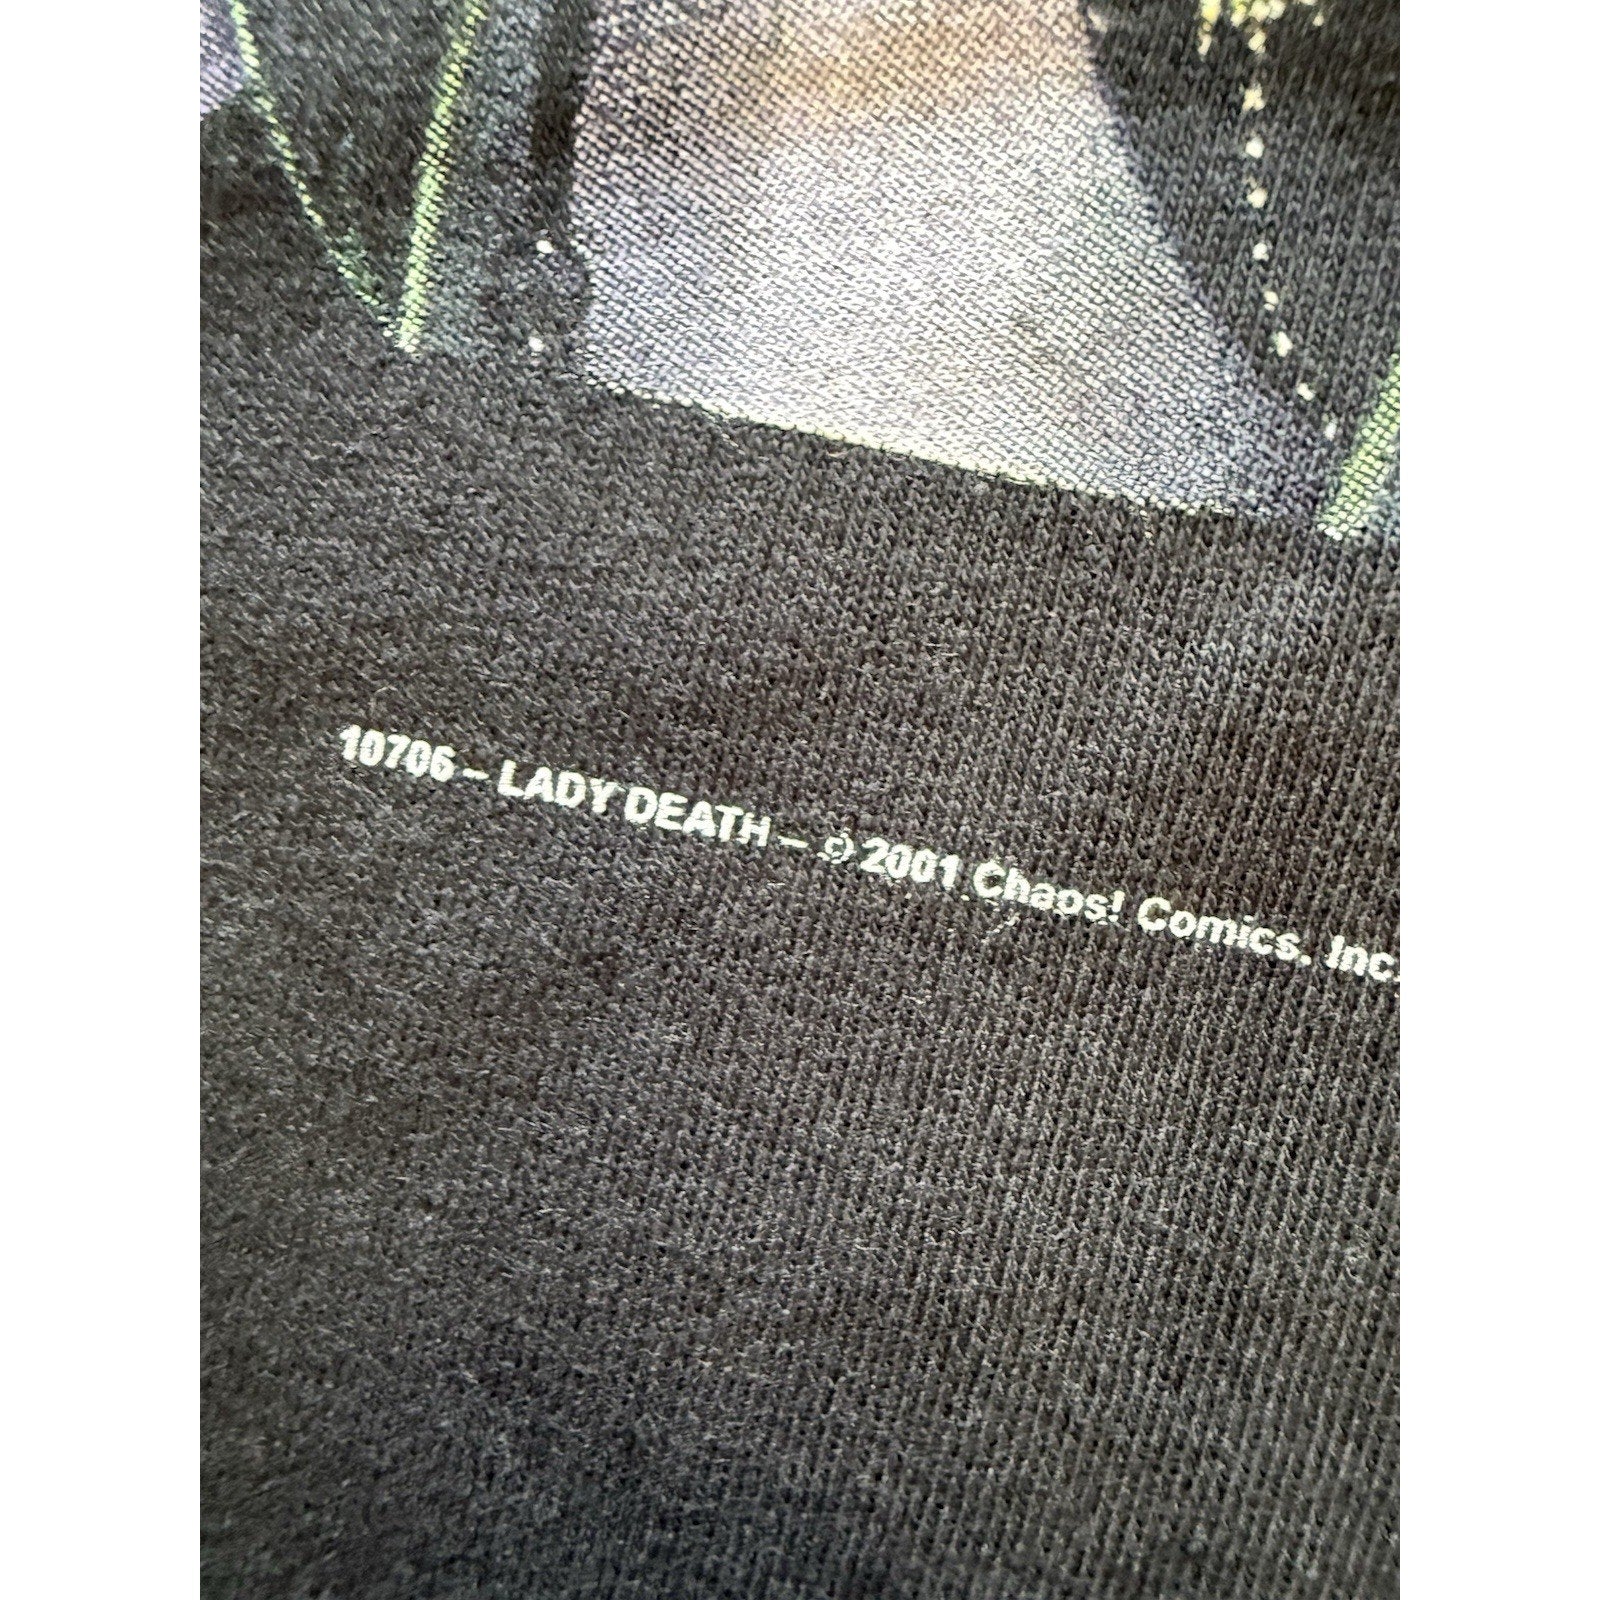 10706 – LADY DEATH – © 2001 Chaos! Comics, Inc.